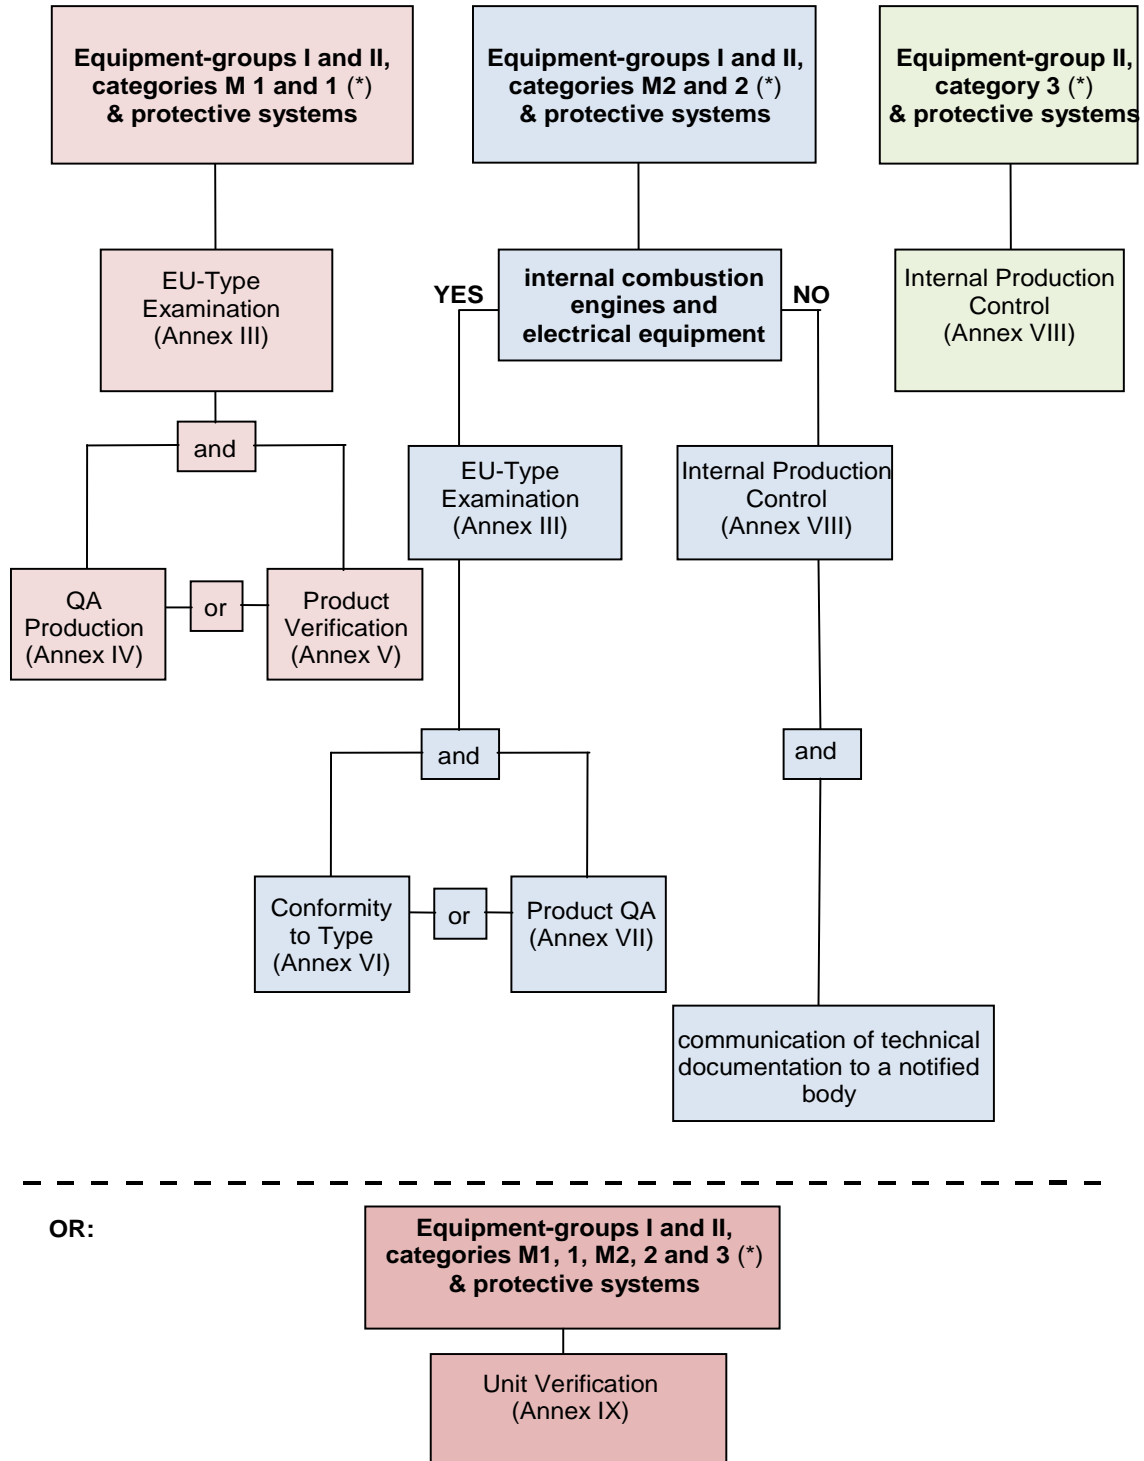 Equipment-groups I and II,
categories M 1 and 1 (*)
& protective systems
Equipment-groups I and II,
categories M2 and 2 (*)
& protective systems
Equipment-group II,
category 3 (*)
& protective systems
EU-Type
Examination
(Annex III)
YES
internal combustion
engines and
electrical equipment
NO
Internal Production
Control
(Annex VIII)
and
QA
Production
(Annex IV)
or
Product
Verification
(Annex V)
EU-Type
Examination
(Annex III)
Internal Production
Control
(Annex VIII)
and
and
Conformity
to Type
(Annex VI)
or
Product QA
(Annex VII)
communication of technical
documentation to a notified
body
OR:
Equipment-groups I and II,
categories M1, 1, M2, 2 and 3 (*)
& protective systems
Unit Verification
(Annex IX)